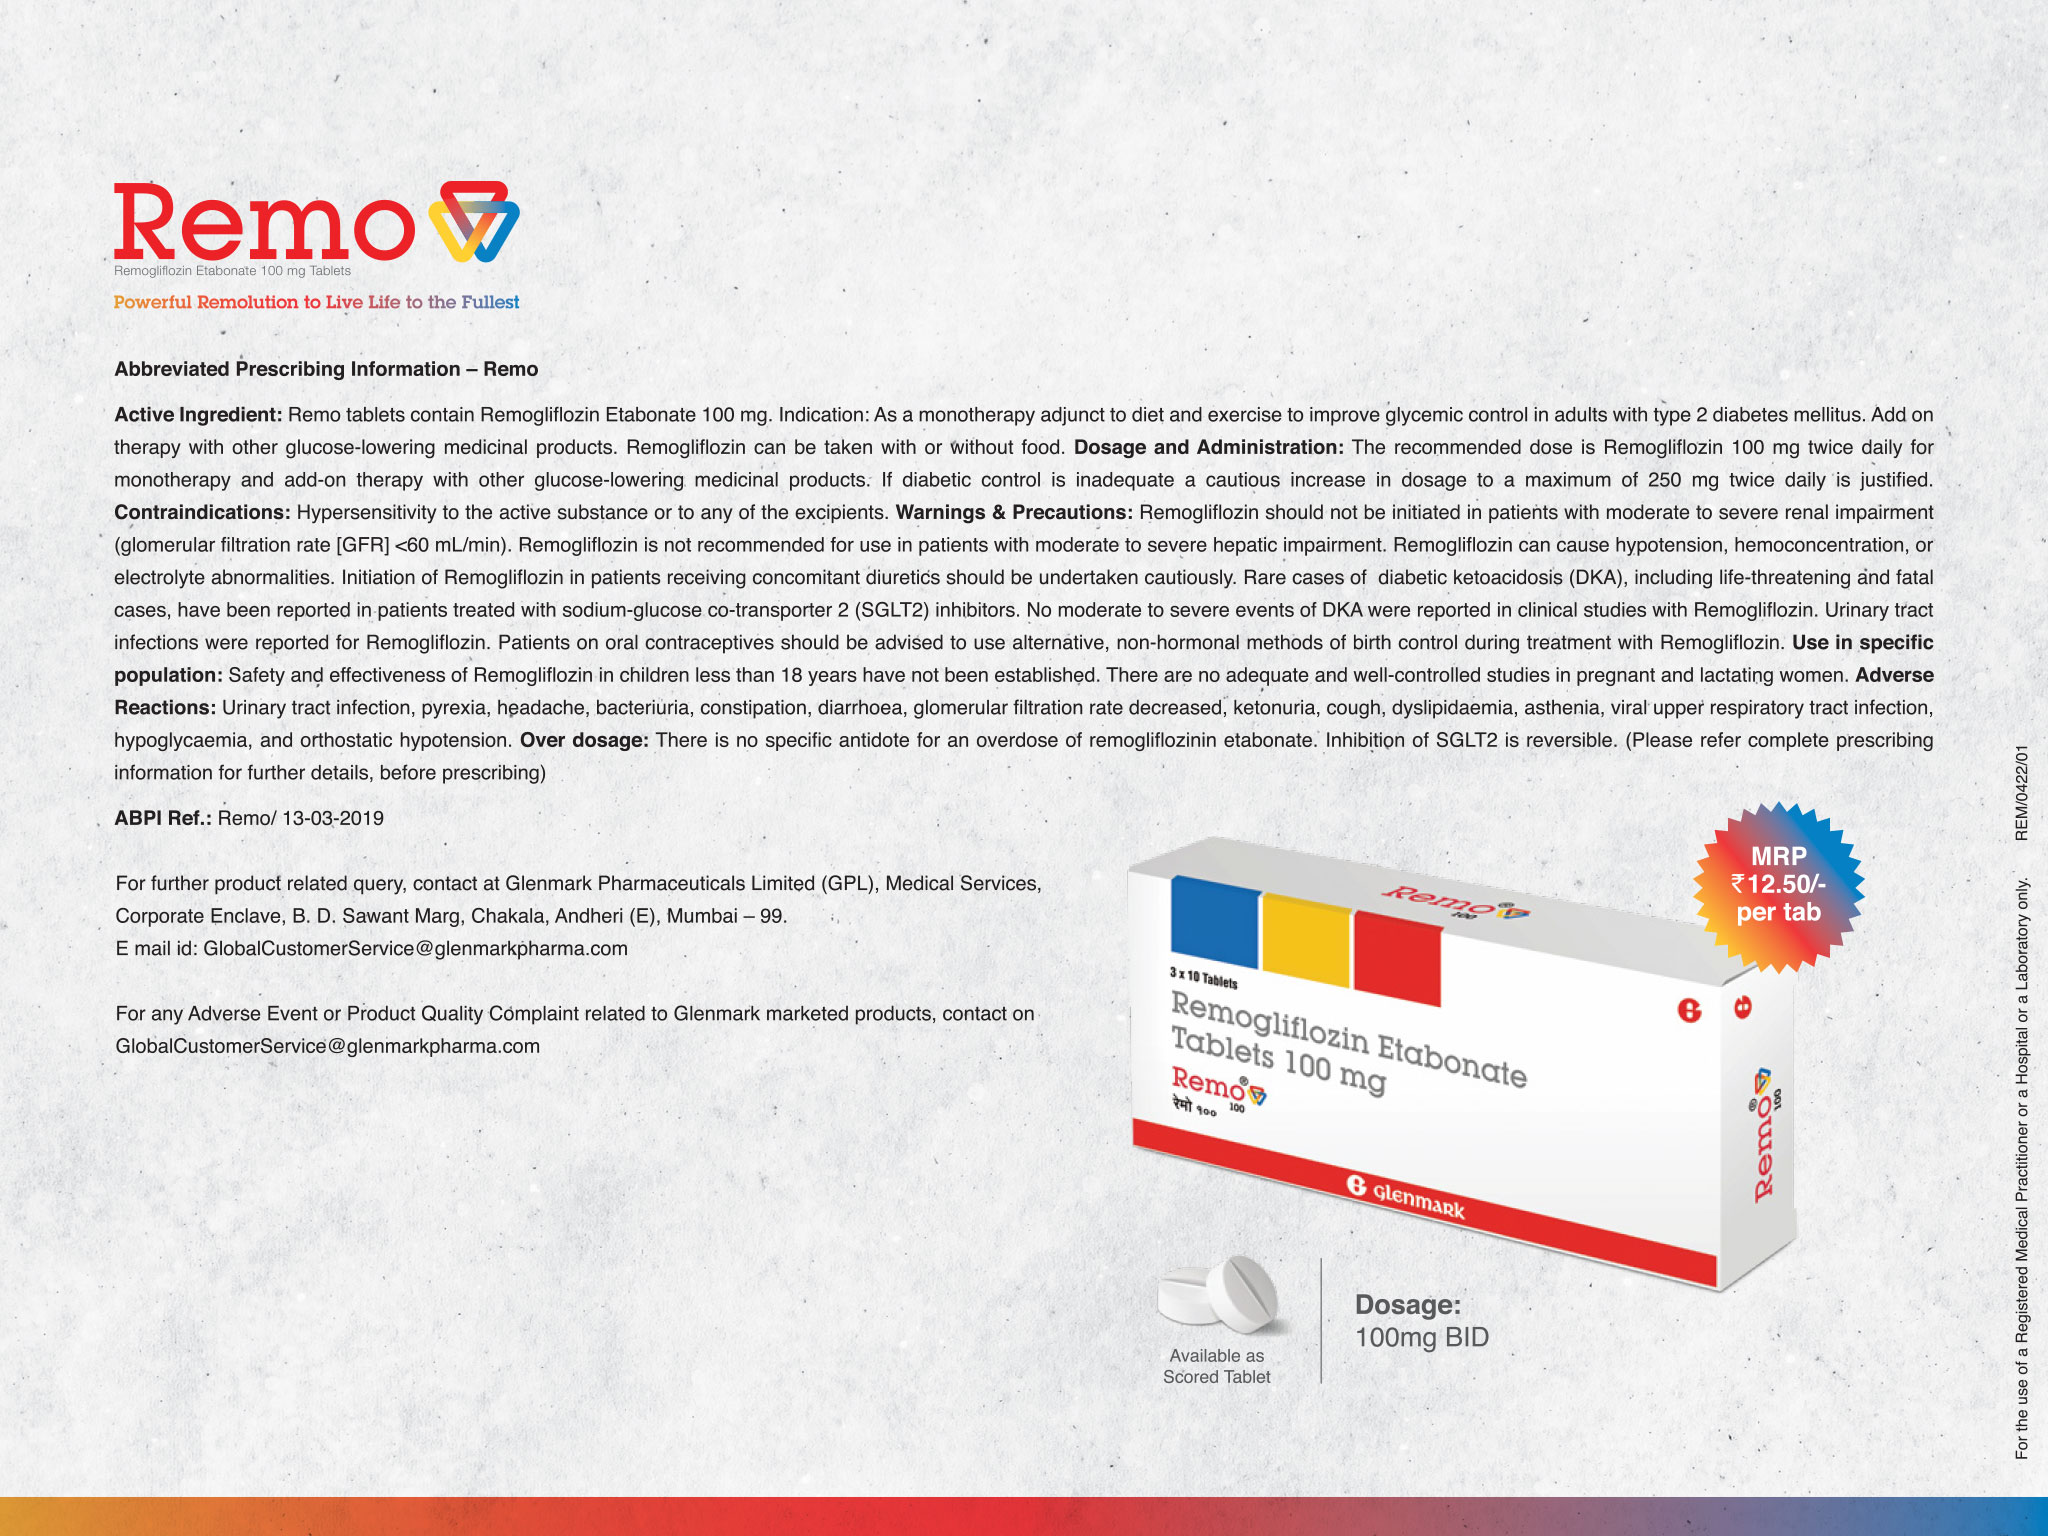 Remo
Remogliflozin Etabonate 100 mg Tablets
Powerful Remolution to Live Life to the Fullest
Abbreviated Prescribing Information – Remo
Active Ingredient: Remo tablets contain Remogliflozin Etabonate 100 mg. Indication: As a monotherapy adjunct to diet and exercise to improve glycemic control in adults with type 2 diabetes mellitus. Add on
therapy with other glucose-lowering medicinal products. Remogliflozin can be taken with or without food. Dosage and Administration: The recommended dose is Remogliflozin 100 mg twice daily for
monotherapy and add-on therapy with other glucose-lowering medicinal products. If diabetic control is inadequate a cautious increase in dosage to a maximum of 250 mg twice daily is justified.
Contraindications: Hypersensitivity to the active substance or to any of the excipients. Warnings & Precautions: Remogliflozin should not be initiated in patients with moderate to severe renal impairment
(glomerular filtration rate [GFR] <60 mL/min). Remogliflozin is not recommended for use in patients with moderate to severe hepatic impairment. Remogliflozin can cause hypotension, hemoconcentration, or
electrolyte abnormalities. Initiation of Remogliflozin in patients receiving concomitant diuretics should be undertaken cautiously. Rare cases of diabetic ketoacidosis (DKA), including life-threatening and fatal
cases, have been reported in patients treated with sodium-glucose co-transporter 2 (SGLT2) inhibitors. No moderate to severe events of DKA were reported in clinical studies with Remogliflozin. Urinary tract
infections were reported for Remogliflozin. Patients on oral contraceptives should be advised to use alternative, non-hormonal methods of birth control during treatment with Remogliflozin. Use in specific
population: Safety and effectiveness of Remogliflozin in children less than 18 years have not been established. There are no adequate and well-controlled studies in pregnant and lactating women. Adverse
Reactions: Urinary tract infection, pyrexia, headache, bacteriuria, constipation, diarrhoea, glomerular filtration rate decreased, ketonuria, cough, dyslipidaemia, asthenia, viral upper respiratory tract infection,
hypoglycaemia, and orthostatic hypotension. Over dosage: There is no specific antidote for an overdose of remogliflozinin etabonate. Inhibition of SGLT2 is reversible. (Please refer complete prescribing
information for further details, before prescribing)
ABPI Ref.: Remo/ 13-03-2019
For further product related query, contact at Glenmark Pharmaceuticals Limited (GPL), Medical Services,
Corporate Enclave, B. D. Sawant Marg, Chakala, Andheri (E), Mumbai – 99.
E mail id: GlobalCustomerService@glenmarkpharma.com
For any Adverse Event or Product Quality Complaint related to Glenmark marketed products, contact on
GlobalCustomerService@glenmarkpharma.com
MRP
₹12.50/-
per tab
Remo®
100
3 x 10 Tablets
Remogliflozin Etabonate
Tablets 100 mg
Remo®
100
रेमो १००
glenmark
Remo®
100
Available as
Scored Tablet
Dosage:
100mg BID
For the use of a Registered Medical Practitioner or a Hospital or a Laboratory only. REM/0422/01